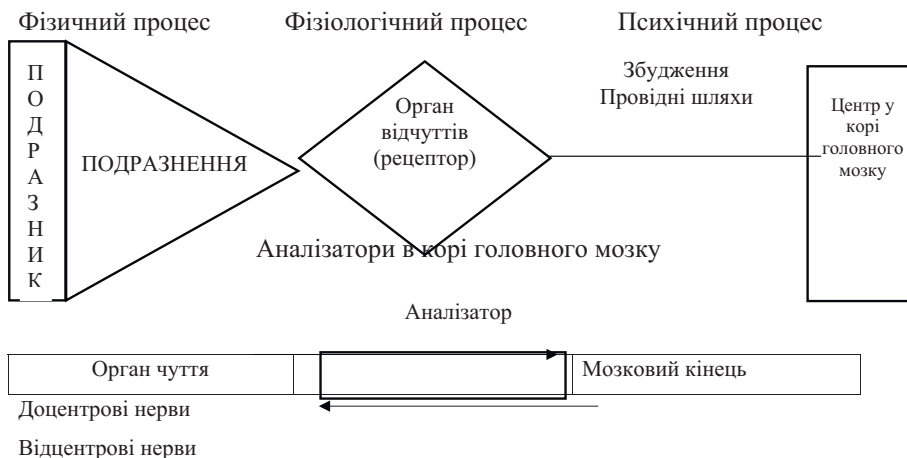 Фізичний процес Фізіологічний процес Психічний процес
ПОДРАЗНИК
ПОДРАЗНЕННЯ
Орган
відчуттів
(рецептор)
Збудження
Провідні шляхи
Центр у
корі
головного
мозку
Аналізатори в корі головного мозку
Аналізатор
Орган чуття Мозковий кінець
Доцентрові нерви
Відцентрові нерви